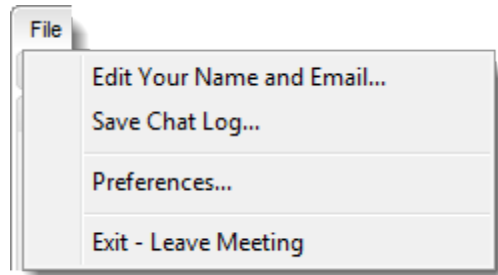 File
Edit Your Name and Email...
Save Chat Log...
Preferences...
Exit - Leave Meeting